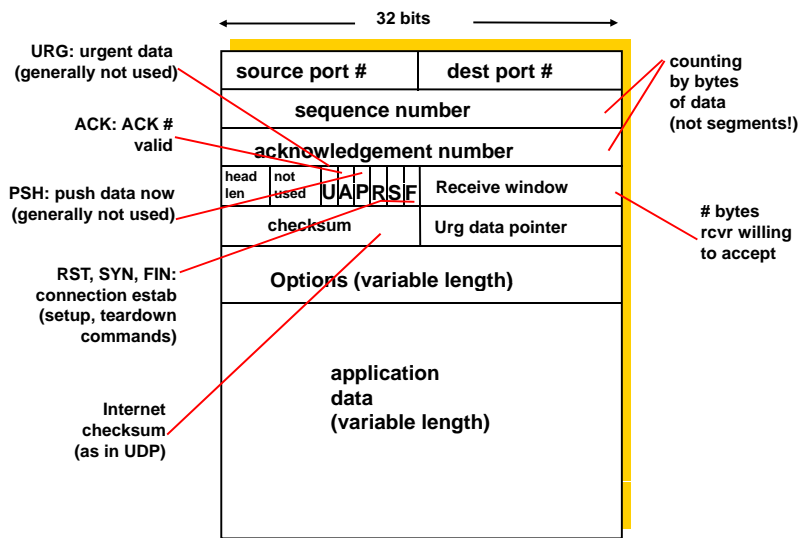 32 bits
URG: urgent data
(generally not used)
ACK: ACK #
valid
PSH: push data now
(generally not used)
RST, SYN, FIN:
connection estab
(setup, teardown
commands)
Internet
checksum
(as in UDP)
source port #
dest port #
sequence number
acknowledgement number
head
len
not
used
U A P R S F
Receive window
checksum
Urg data pointer
Options (variable length)
application
data
(variable length)
counting
by bytes
of data
(not segments!)
# bytes
rcvr willing
to accept